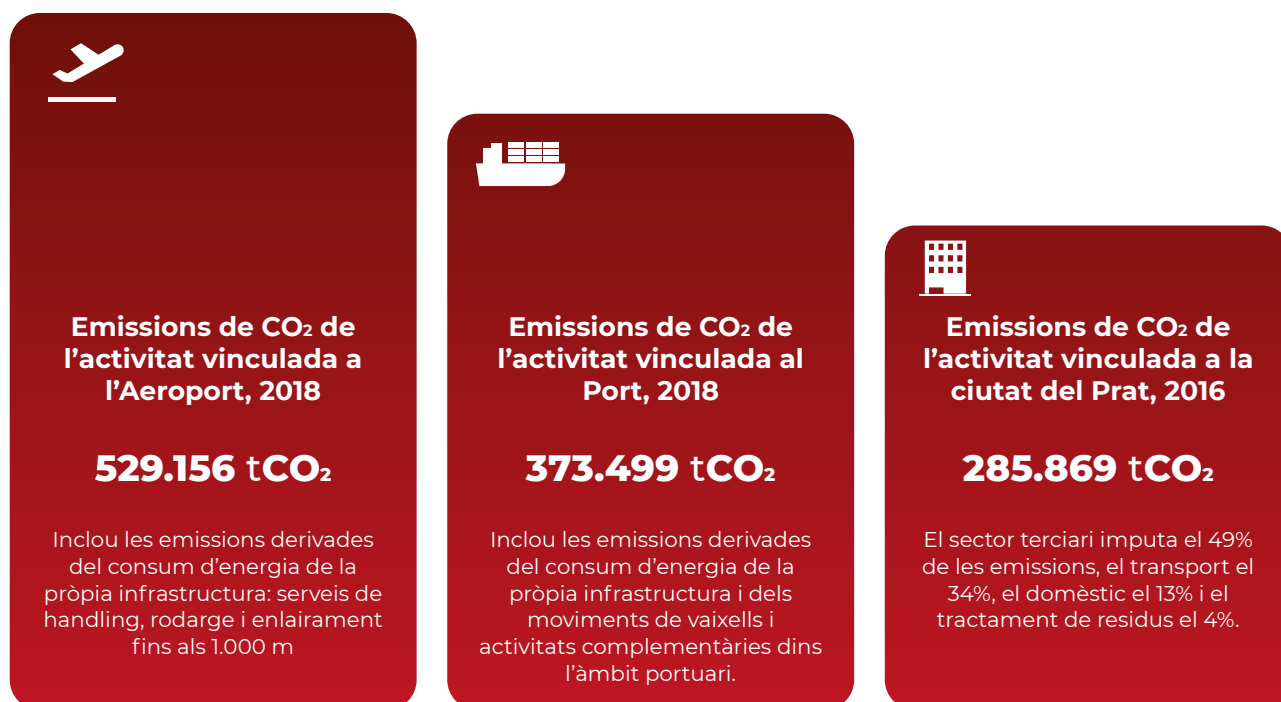 Emissions de CO₂ de
l’activitat vinculada a
l’Aeroport, 2018
529.156 tCO₂
Inclou les emissions derivades
del consum d’energia de la
pròpia infrastructura: serveis de
handling, rodarge i enlairament
fins als 1.000 m
Emissions de CO₂ de
l’activitat vinculada al
Port, 2018
373.499 tCO₂
Inclou les emissions derivades
del consum d’energia de la
pròpia infrastructura i dels
moviments de vaixells i
activitats complementàries dins
l’àmbit portuari.
Emissions de CO₂ de
l’activitat vinculada a la
ciutat del Prat, 2016
285.869 tCO₂
El sector terciari imputa el 49%
de les emissions, el transport el
34%, el domèstic el 13% i el
tractament de residus el 4%.